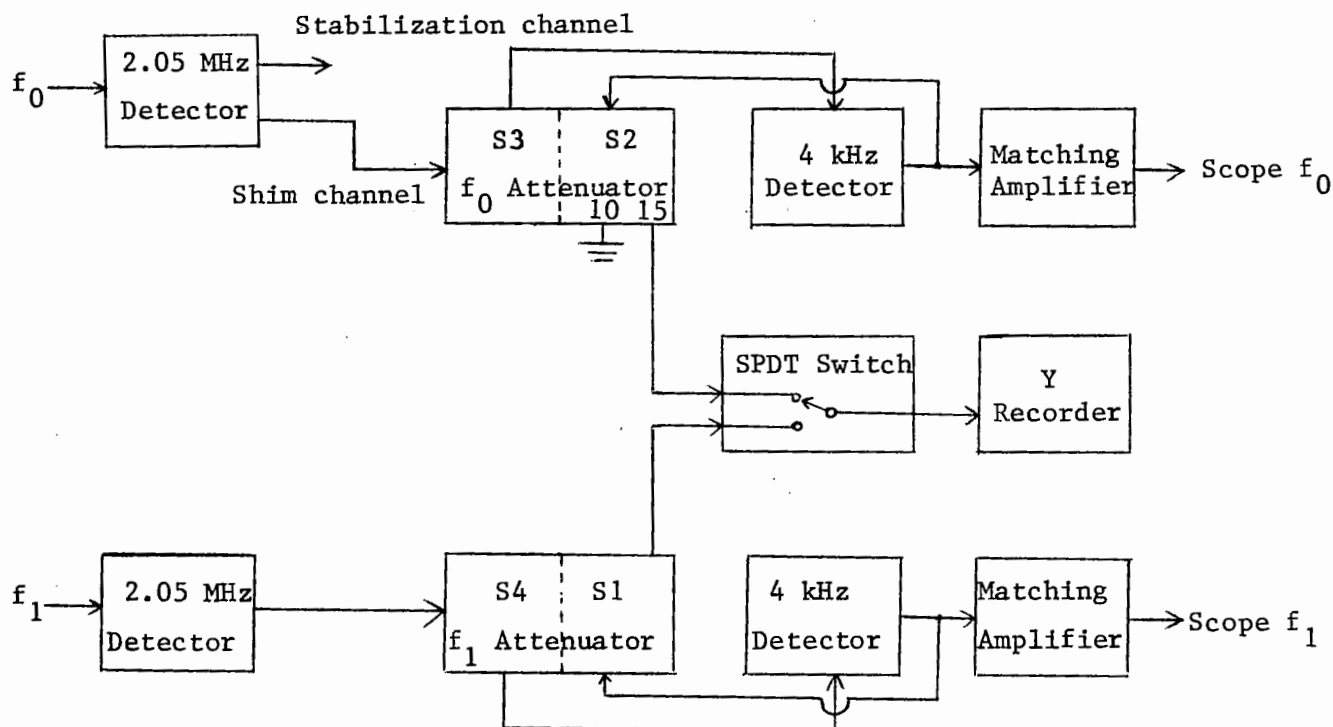 Stabilization channel
f0
2.05 MHz
Detector
Shim channel
S3 S2
f0 Attenuator
10 15
4 kHz
Detector
Matching
Amplifier
Scope f0
SPDT Switch
Y
Recorder
f1
2.05 MHz
Detector
S4 S1
f1 Attenuator
4 kHz
Detector
Matching
Amplifier
Scope f1